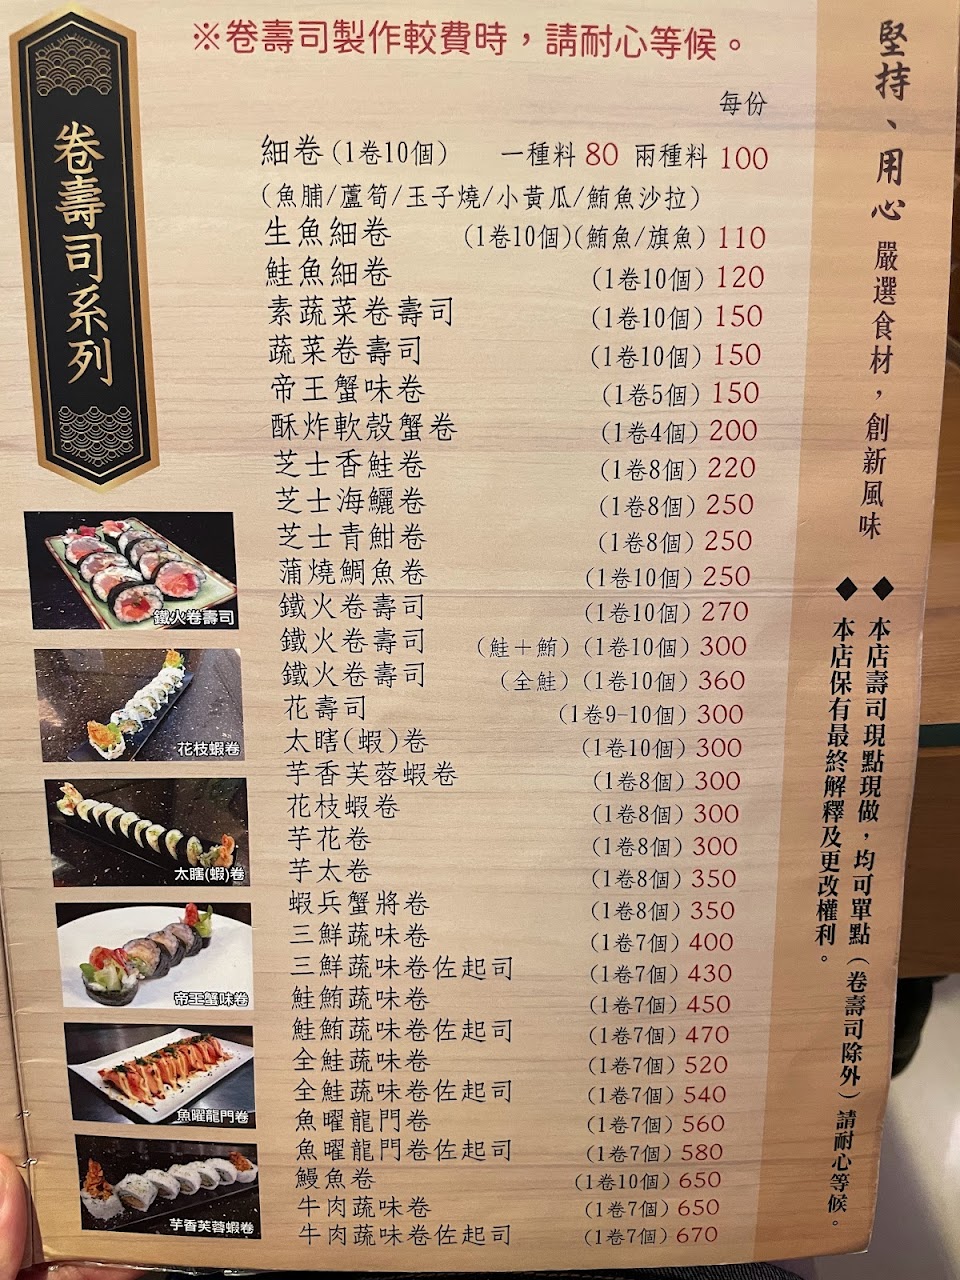 ※卷壽司製作較費時，請耐心等候。
卷壽司系列
每份
細卷(1卷10個) 一種料 80 兩種料 100
(魚脯/蘆筍/玉子燒/小黃瓜/鮪魚沙拉)
生魚細卷 (1卷10個)(鮪魚/旗魚) 110
鮭魚細卷 (1卷10個) 120
素蔬菜卷壽司 (1卷10個) 150
蔬菜卷壽司 (1卷10個) 150
帝王蟹味卷 (1卷5個) 150
酥炸軟殼蟹卷 (1卷4個) 200
芝士香鮭卷 (1卷8個) 220
芝士海鱺卷 (1卷8個) 250
芝士青魽卷 (1卷8個) 250
蒲燒鯛魚卷 (1卷10個) 250
鐵火卷壽司 (1卷10個) 270
鐵火卷壽司 (鮭＋鮪) (1卷10個) 300
鐵火卷壽司 (全鮭) (1卷10個) 360
花壽司 (1卷9-10個) 300
太瞎(蝦)卷 (1卷10個) 300
芋香芙蓉蝦卷 (1卷8個) 300
花枝蝦卷 (1卷8個) 300
芋花卷 (1卷8個) 300
芋太卷 (1卷8個) 350
蝦兵蟹將卷 (1卷8個) 350
三鮮蔬味卷 (1卷7個) 400
三鮮蔬味卷佐起司 (1卷7個) 430
鮭鮪蔬味卷 (1卷7個) 450
鮭鮪蔬味卷佐起司 (1卷7個) 470
全鮭蔬味卷 (1卷7個) 520
全鮭蔬味卷佐起司 (1卷7個) 540
魚曜龍門卷 (1卷7個) 560
魚曜龍門卷佐起司 (1卷7個) 580
鰻魚卷 (1卷10個) 650
牛肉蔬味卷 (1卷7個) 650
牛肉蔬味卷佐起司 (1卷7個) 670
鐵火卷壽司
花枝蝦卷
太瞎(蝦)卷
帝王蟹味卷
魚曜龍門卷
芋香芙蓉蝦卷
堅持、用心 嚴選食材，創新風味
◆本店壽司現點現做，均可單點(卷壽司除外)請耐心等候。
◆本店保有最終解釋及更改權利。